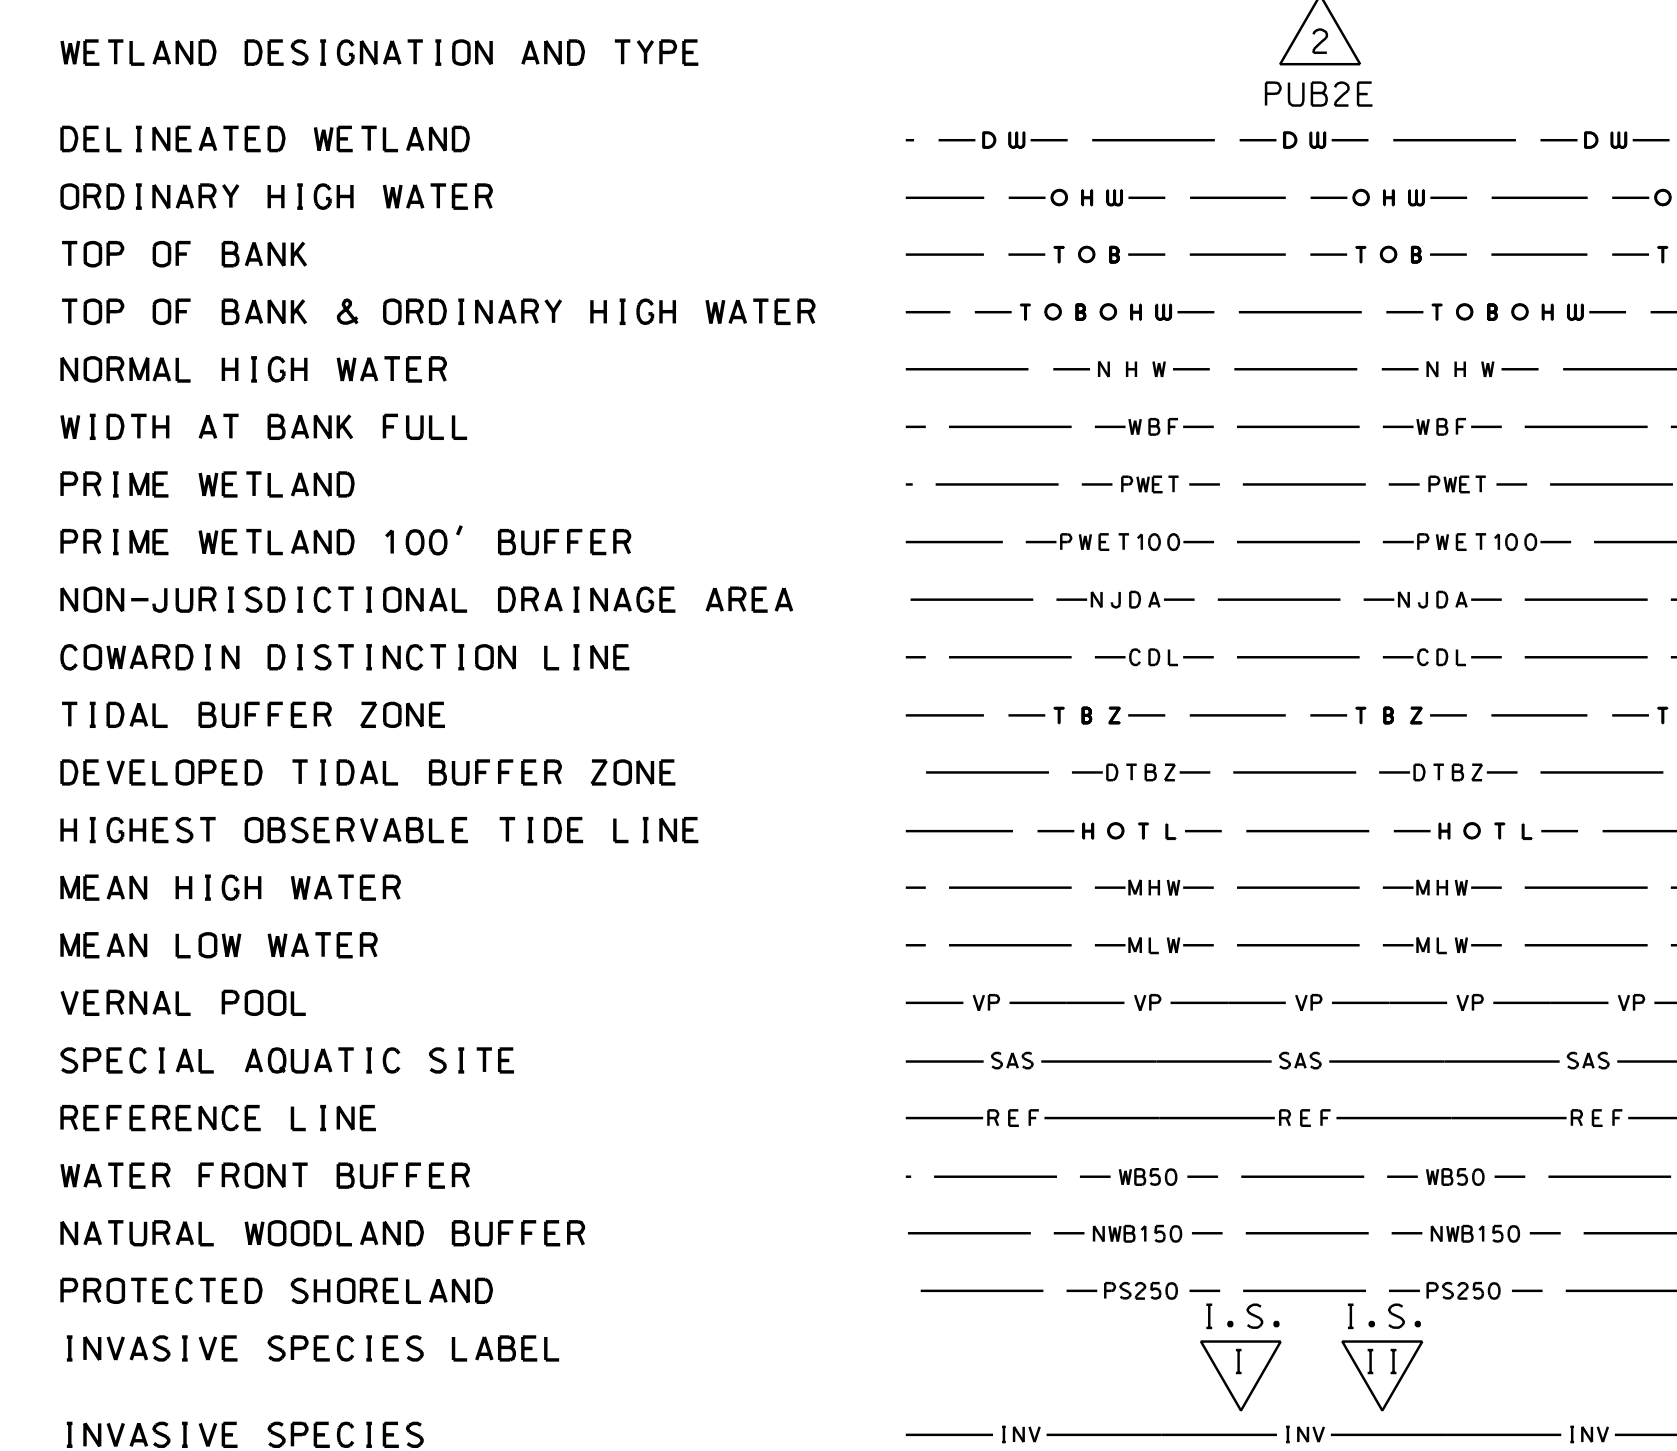 2
WETLAND DESIGNATION AND TYPE
PUB2E
DELINEATED WETLAND DW DW DW
ORDINARY HIGH WATER OHW OHW O
TOP OF BANK TOB TOB T
TOP OF BANK & ORDINARY HIGH WATER TOBOHW TOBOHW
NORMAL HIGH WATER NHW NHW
WIDTH AT BANK FULL WBF WBF
PRIME WETLAND PWET PWET
PRIME WETLAND 100' BUFFER PWET100 PWET100
NON-JURISDICTIONAL DRAINAGE AREA NJDA NJDA
COWARDIN DISTINCTION LINE CDL CDL
TIDAL BUFFER ZONE TBZ TBZ T
DEVELOPED TIDAL BUFFER ZONE DTBZ DTBZ
HIGHEST OBSERVABLE TIDE LINE HOTL HOTL
MEAN HIGH WATER MHW MHW
MEAN LOW WATER MLW MLW
VERNAL POOL VP VP VP VP VP
SPECIAL AQUATIC SITE SAS SAS SAS
REFERENCE LINE REF REF REF
WATER FRONT BUFFER WB50 WB50
NATURAL WOODLAND BUFFER NWB150 NWB150
PROTECTED SHORELAND PS250 PS250
I.S. I.S.
INVASIVE SPECIES LABEL I II
INVASIVE SPECIES INV INV INV